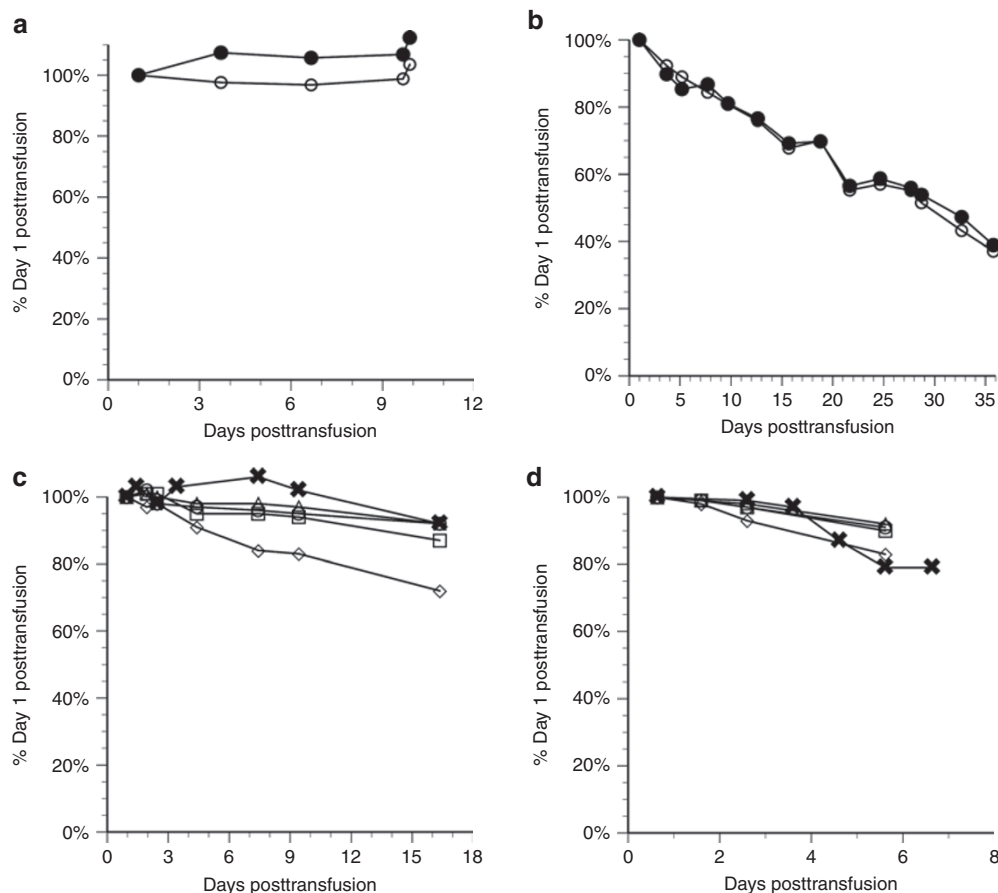 a
100%
80%
60%
40%
20%
0%
% Day 1 posttransfusion
0 3 6 9 12
Days posttransfusion
b
100%
80%
60%
40%
20%
0%
% Day 1 posttransfusion
0 5 10 15 20 25 30 35
Days posttransfusion
c
100%
80%
60%
40%
20%
0%
% Day 1 posttransfusion
0 3 6 9 12 15 18
Days posttransfusion
d
100%
80%
60%
40%
20%
0%
% Day 1 posttransfusion
0 2 4 6 8
Days posttransfusion